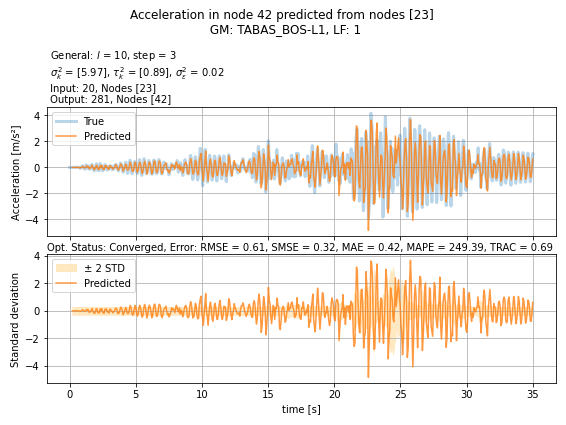 Acceleration in node 42 predicted from nodes [23]
GM: TABAS_BOS-L1, LF: 1
General: l = 10, step = 3
σ²ₖ = [5.97], τ²ₖ = [0.89], σ²ε = 0.02
Input: 20, Nodes [23]
Output: 281, Nodes [42]
True
Predicted
Acceleration [m/s²]
4
2
0
−2
−4
Opt. Status: Converged, Error: RMSE = 0.61, SMSE = 0.32, MAE = 0.42, MAPE = 249.39, TRAC = 0.69
± 2 STD
Predicted
Standard deviation
4
2
0
−2
−4
0 5 10 15 20 25 30 35
time [s]